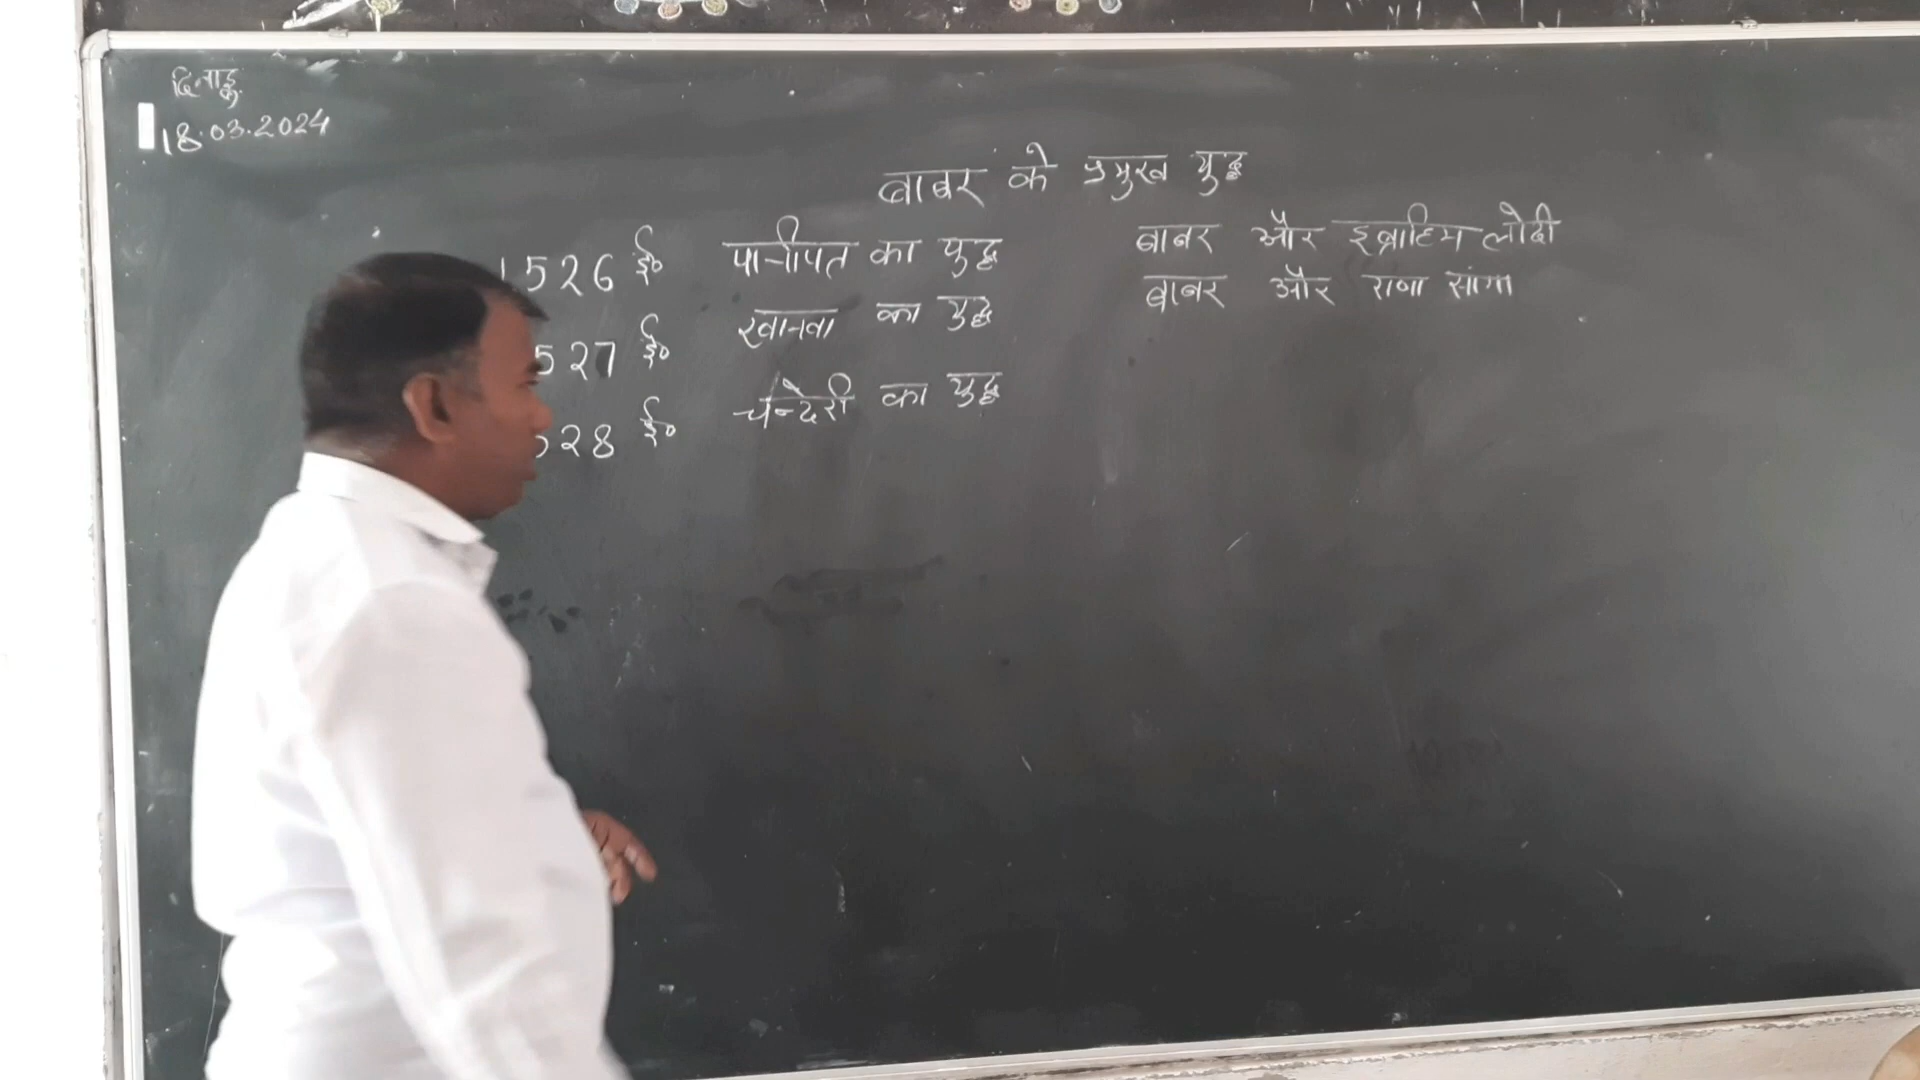 दिनाङ्क
18.03.2024
बाबर के प्रमुख युद्ध
1526 ई० पानीपत का युद्ध बाबर और इब्राहिम लोदी
527 ई० खानवा का युद्ध बाबर और राणा सांगा
528 ई० चन्देरी का युद्ध